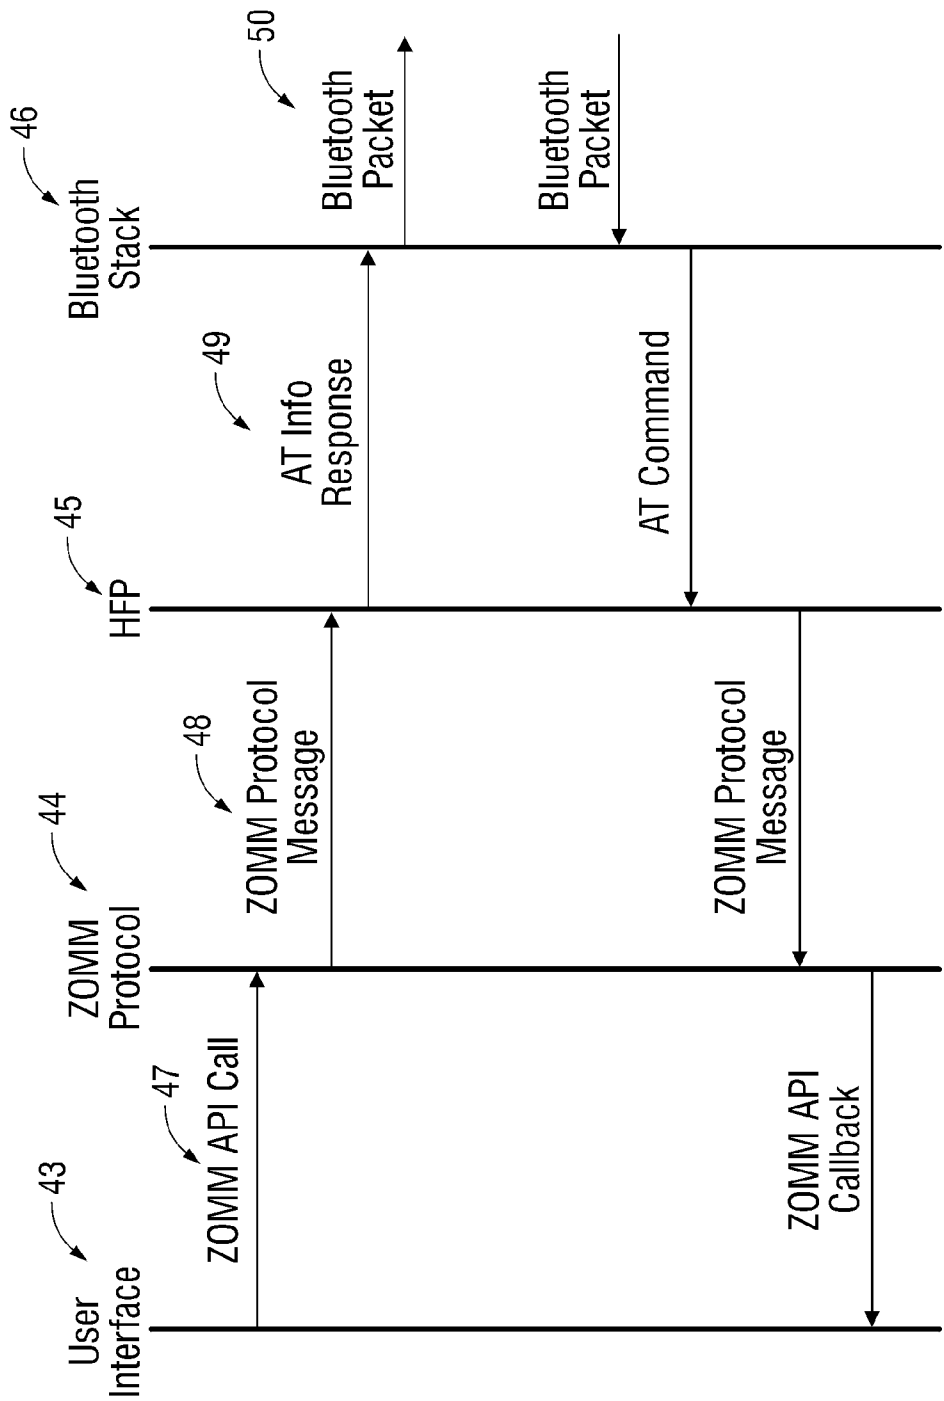 43
User
Interface
44
ZOMM
Protocol
45
HFP
46
Bluetooth
Stack
47
ZOMM API Call
48
ZOMM Protocol
Message
49
AT Info
Response
50
Bluetooth
Packet
Bluetooth
Packet
AT Command
ZOMM Protocol
Message
ZOMM API
Callback